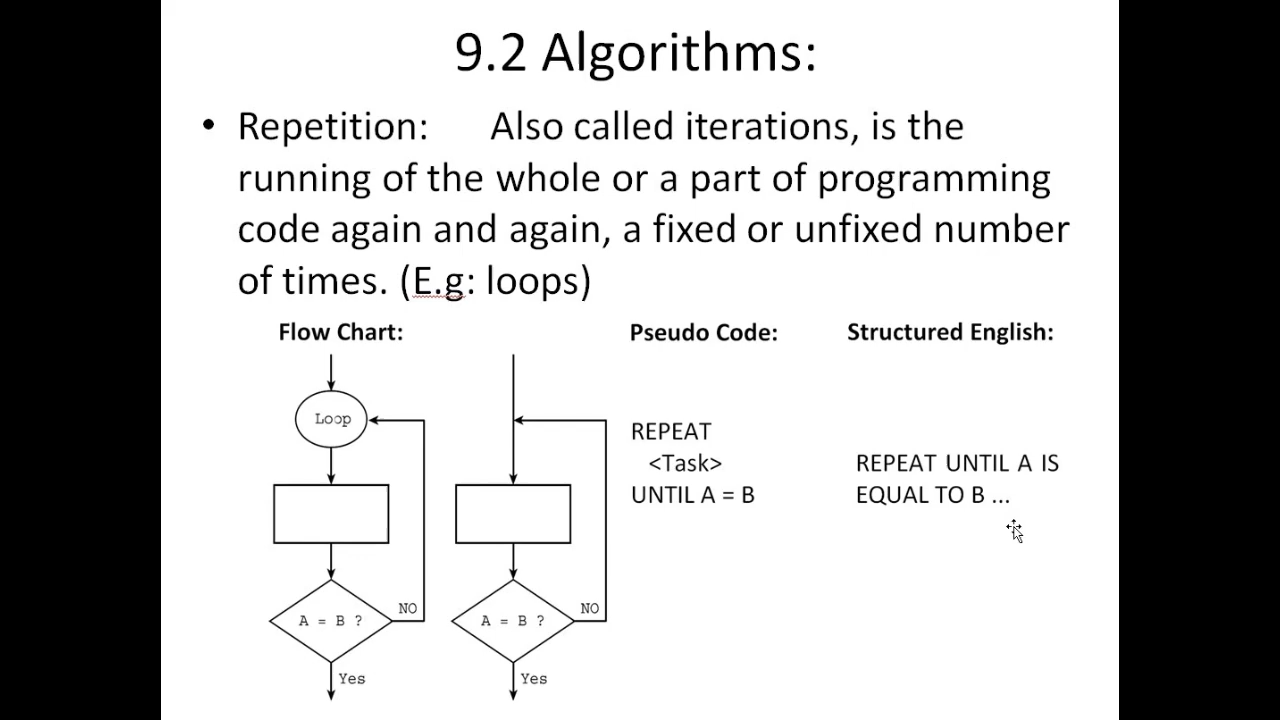 9.2 Algorithms:
• Repetition: Also called iterations, is the
running of the whole or a part of programming
code again and again, a fixed or unfixed number
of times. (E.g: loops)
Flow Chart:
Pseudo Code:
Structured English:
Loop
REPEAT
<Task>
UNTIL A = B
REPEAT UNTIL A IS
EQUAL TO B ...
NO
A = B ?
Yes
NO
A = B ?
Yes